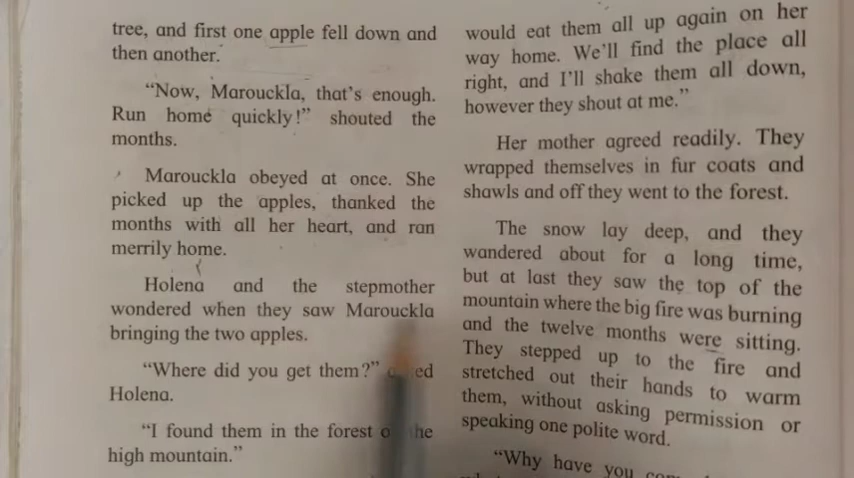 tree, and first one apple fell down and
then another.
“Now, Marouckla, that’s enough.
Run home quickly!” shouted the
months.
Marouckla obeyed at once. She
picked up the apples, thanked the
months with all her heart, and ran
merrily home.
Holena and the stepmother
wondered when they saw Marouckla
bringing the two apples.
“Where did you get them?”
Holena.
“I found them in the forest
high mountain.”
would eat them all up again on her
way home. We’ll find the place all
right, and I’ll shake them all down,
however they shout at me.”
Her mother agreed readily. They
wrapped themselves in fur coats and
shawls and off they went to the forest.
The snow lay deep, and they
wandered about for a long time,
but at last they saw the top of the
mountain where the big fire was burning
and the twelve months were sitting.
They stepped up to the fire and
stretched out their hands to warm
them, without asking permission or
speaking one polite word.
“Why have you